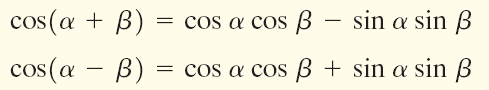 cos(α + β) = cos α cos β − sin α sin β
cos(α − β) = cos α cos β + sin α sin β